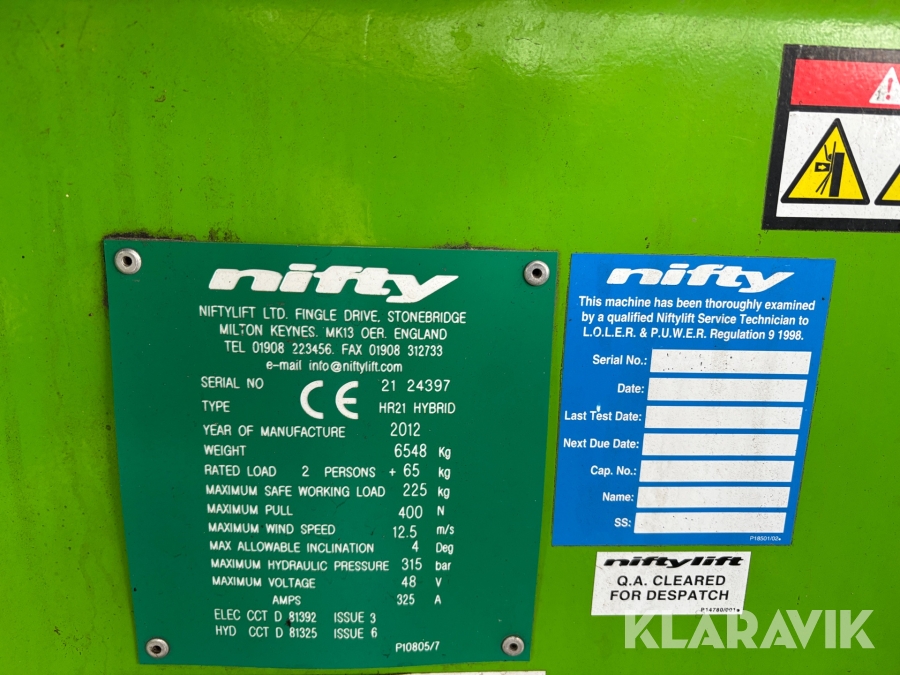 nifty
NIFTYLIFT LTD. FINGLE DRIVE, STONEBRIDGE
MILTON KEYNES. MK13 OER. ENGLAND
TEL 01908 223456. FAX 01908 312733
e-mail info@niftylift.com
SERIAL NO CE 21 24397
TYPE HR21 HYBRID
YEAR OF MANUFACTURE 2012
WEIGHT 6548 Kg
RATED LOAD 2 PERSONS + 65 kg
MAXIMUM SAFE WORKING LOAD 225 kg
MAXIMUM PULL 400 N
MAXIMUM WIND SPEED 12.5 m/s
MAX ALLOWABLE INCLINATION 4 Deg
MAXIMUM HYDRAULIC PRESSURE 315 bar
MAXIMUM VOLTAGE 48 V
AMPS 325 A
ELEC CCT D 81392 ISSUE 3
HYD CCT D 81325 ISSUE 6
P10805/7
nifty
This machine has been thoroughly examined
by a qualified Niftylift Service Technician to
L.O.L.E.R. & P.U.W.E.R. Regulation 9 1998.
Serial No.:
Date:
Last Test Date:
Next Due Date:
Cap. No.:
Name:
SS:
P18501/02
niftylift
Q.A. CLEARED
FOR DESPATCH
P14780/001
KLARAVIK